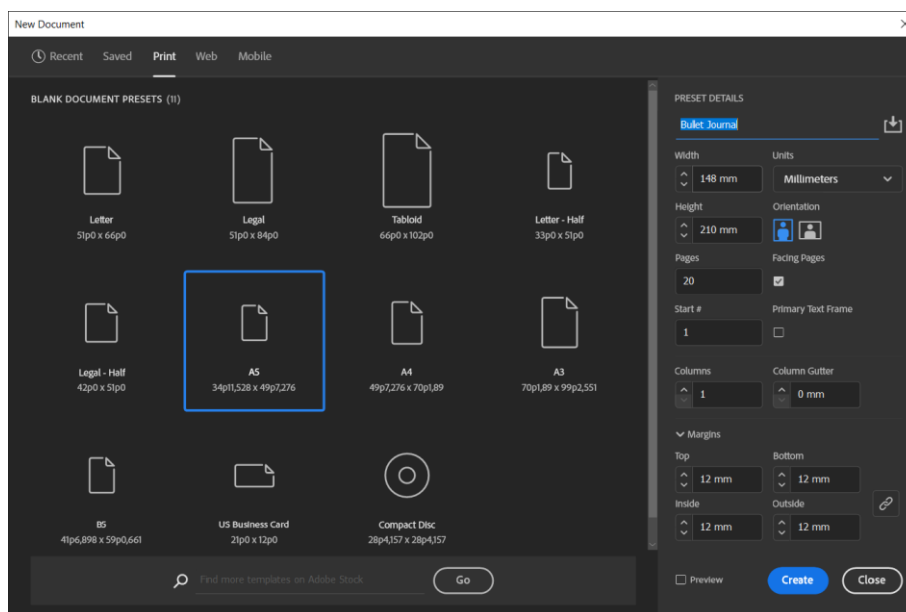 New Document
Recent Saved Print Web Mobile
BLANK DOCUMENT PRESETS (11)
Letter
51p0 x 66p0
Legal
51p0 x 84p0
Tabloid
66p0 x 102p0
Letter - Half
33p0 x 51p0
Legal - Half
42p0 x 51p0
A5
34p11,528 x 49p7,276
A4
49p7,276 x 70p1,89
A3
70p1,89 x 99p2,551
B5
41p6,898 x 59p0,661
US Business Card
21p0 x 12p0
Compact Disc
28p4,157 x 28p4,157
Find more templates on Adobe Stock
Go
PRESET DETAILS
Bullet Journal
Width Units
148 mm Millimeters
Height Orientation
210 mm
Pages Facing Pages
20
Start # Primary Text Frame
1
Columns Column Gutter
1 0 mm
Margins
Top Bottom
12 mm 12 mm
Inside Outside
12 mm 12 mm
Preview Create Close